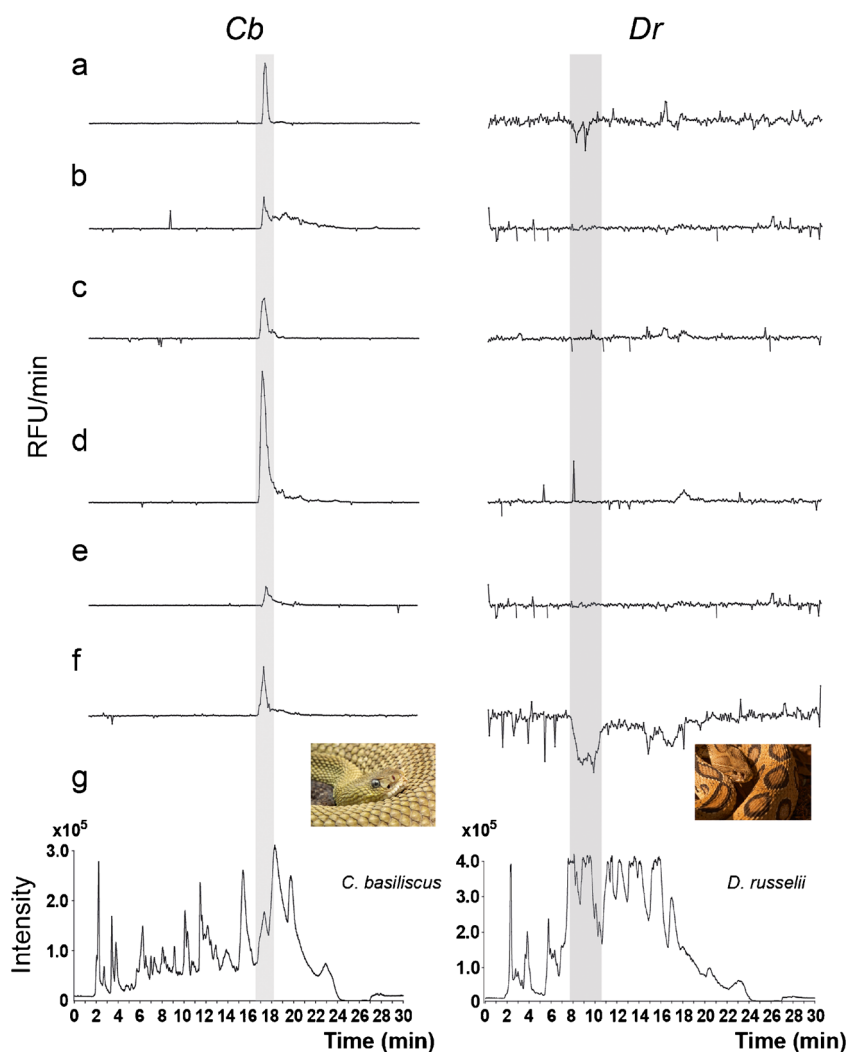 Cb Dr
a
b
c
RFU/min
d
e
f
g
x10⁵ x10⁵
3.0 4.0
C. basiliscus D. russelii
Intensity
2.0 3.0
2.0
1.0
1.0
0 0
0 2 4 6 8 10 12 14 16 18 20 22 24 26 28 30 0 2 4 6 8 10 12 14 16 18 20 22 24 26 28 30
Time (min) Time (min)